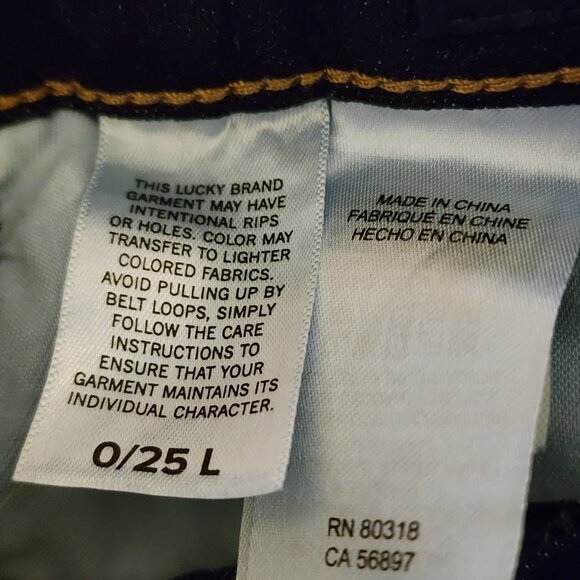 THIS LUCKY BRAND
GARMENT MAY HAVE
INTENTIONAL RIPS
OR HOLES. COLOR MAY
TRANSFER TO LIGHTER
COLORED FABRICS.
AVOID PULLING UP BY
BELT LOOPS, SIMPLY
FOLLOW THE CARE
INSTRUCTIONS TO
ENSURE THAT YOUR
GARMENT MAINTAINS ITS
INDIVIDUAL CHARACTER.
0/25 L
MADE IN CHINA
FABRIQUÉ EN CHINE
HECHO EN CHINA
RN 80318
CA 56897